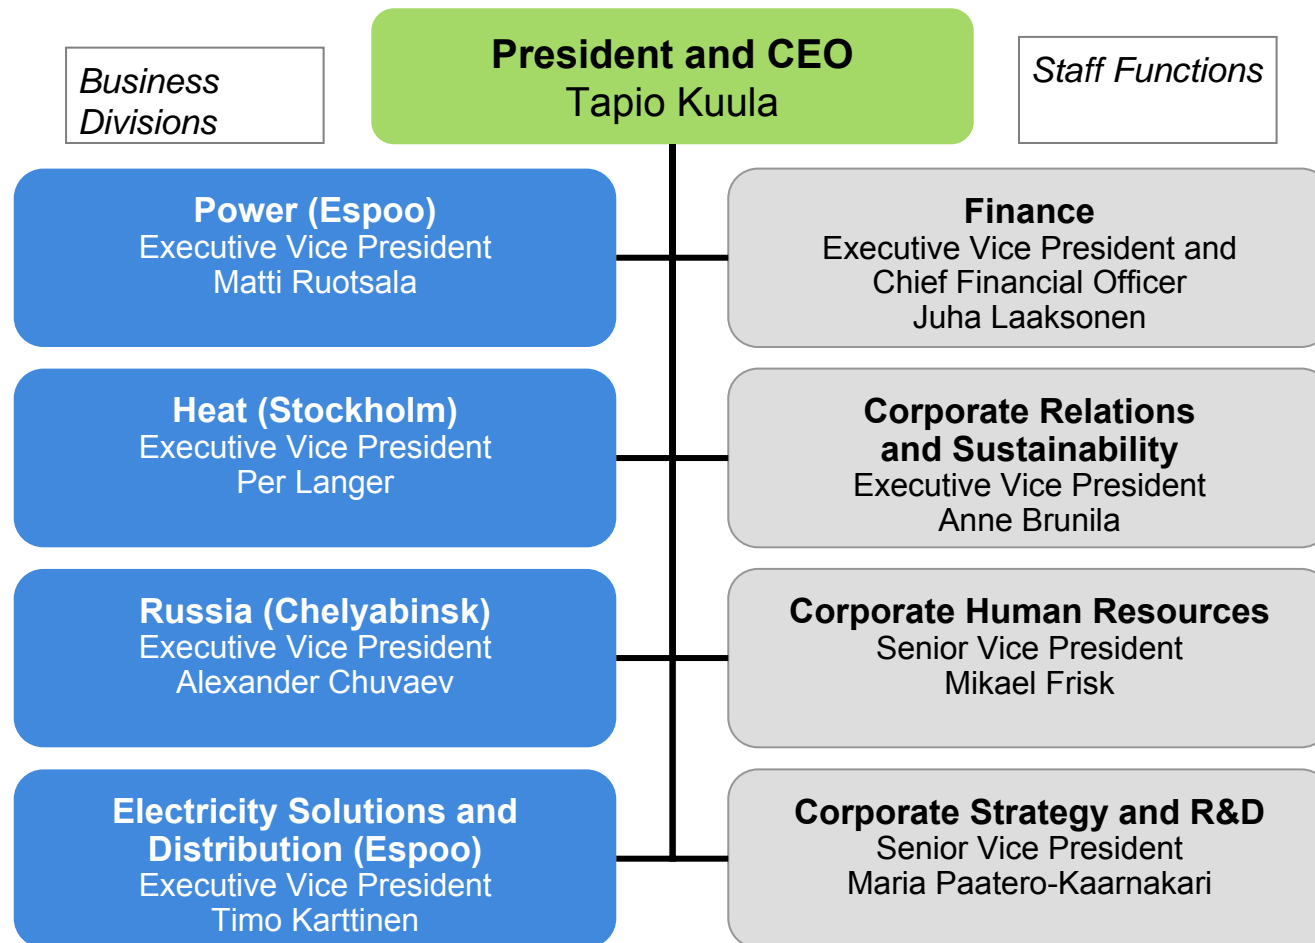 President and CEO
Tapio Kuula
Business
Divisions
Staff Functions
Power (Espoo)
Executive Vice President
Matti Ruotsala
Heat (Stockholm)
Executive Vice President
Per Langer
Russia (Chelyabinsk)
Executive Vice President
Alexander Chuvaev
Electricity Solutions and
Distribution (Espoo)
Executive Vice President
Timo Karttinen
Finance
Executive Vice President and
Chief Financial Officer
Juha Laaksonen
Corporate Relations
and Sustainability
Executive Vice President
Anne Brunila
Corporate Human Resources
Senior Vice President
Mikael Frisk
Corporate Strategy and R&D
Senior Vice President
Maria Paatero-Kaarnakari